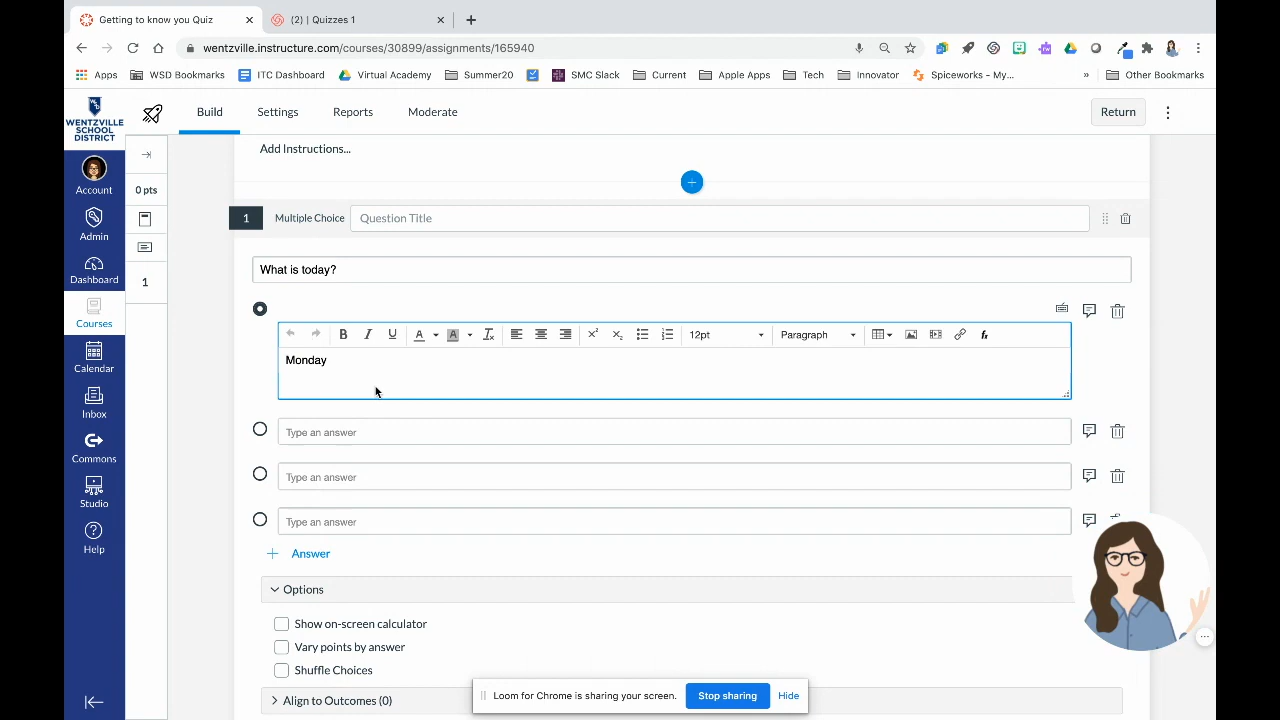 Getting to know you Quiz
(2) | Quizzes 1
wentzville.instructure.com/courses/30899/assignments/165940
Apps
WSD Bookmarks
ITC Dashboard
Virtual Academy
Summer20
SMC Slack
Current
Apple Apps
Tech
Innovator
Spiceworks - My...
»
Other Bookmarks
WENTZVILLE
SCHOOL
DISTRICT
Build
Settings
Reports
Moderate
Return
Account
Admin
Dashboard
Courses
Calendar
Inbox
Commons
Studio
Help
0 pts
1
Add Instructions...
1
Multiple Choice
Question Title
What is today?
B I U A A
12pt
Paragraph
Monday
Type an answer
Type an answer
Type an answer
+ Answer
Options
Show on-screen calculator
Vary points by answer
Shuffle Choices
Align to Outcomes (0)
Loom for Chrome is sharing your screen.
Stop sharing
Hide